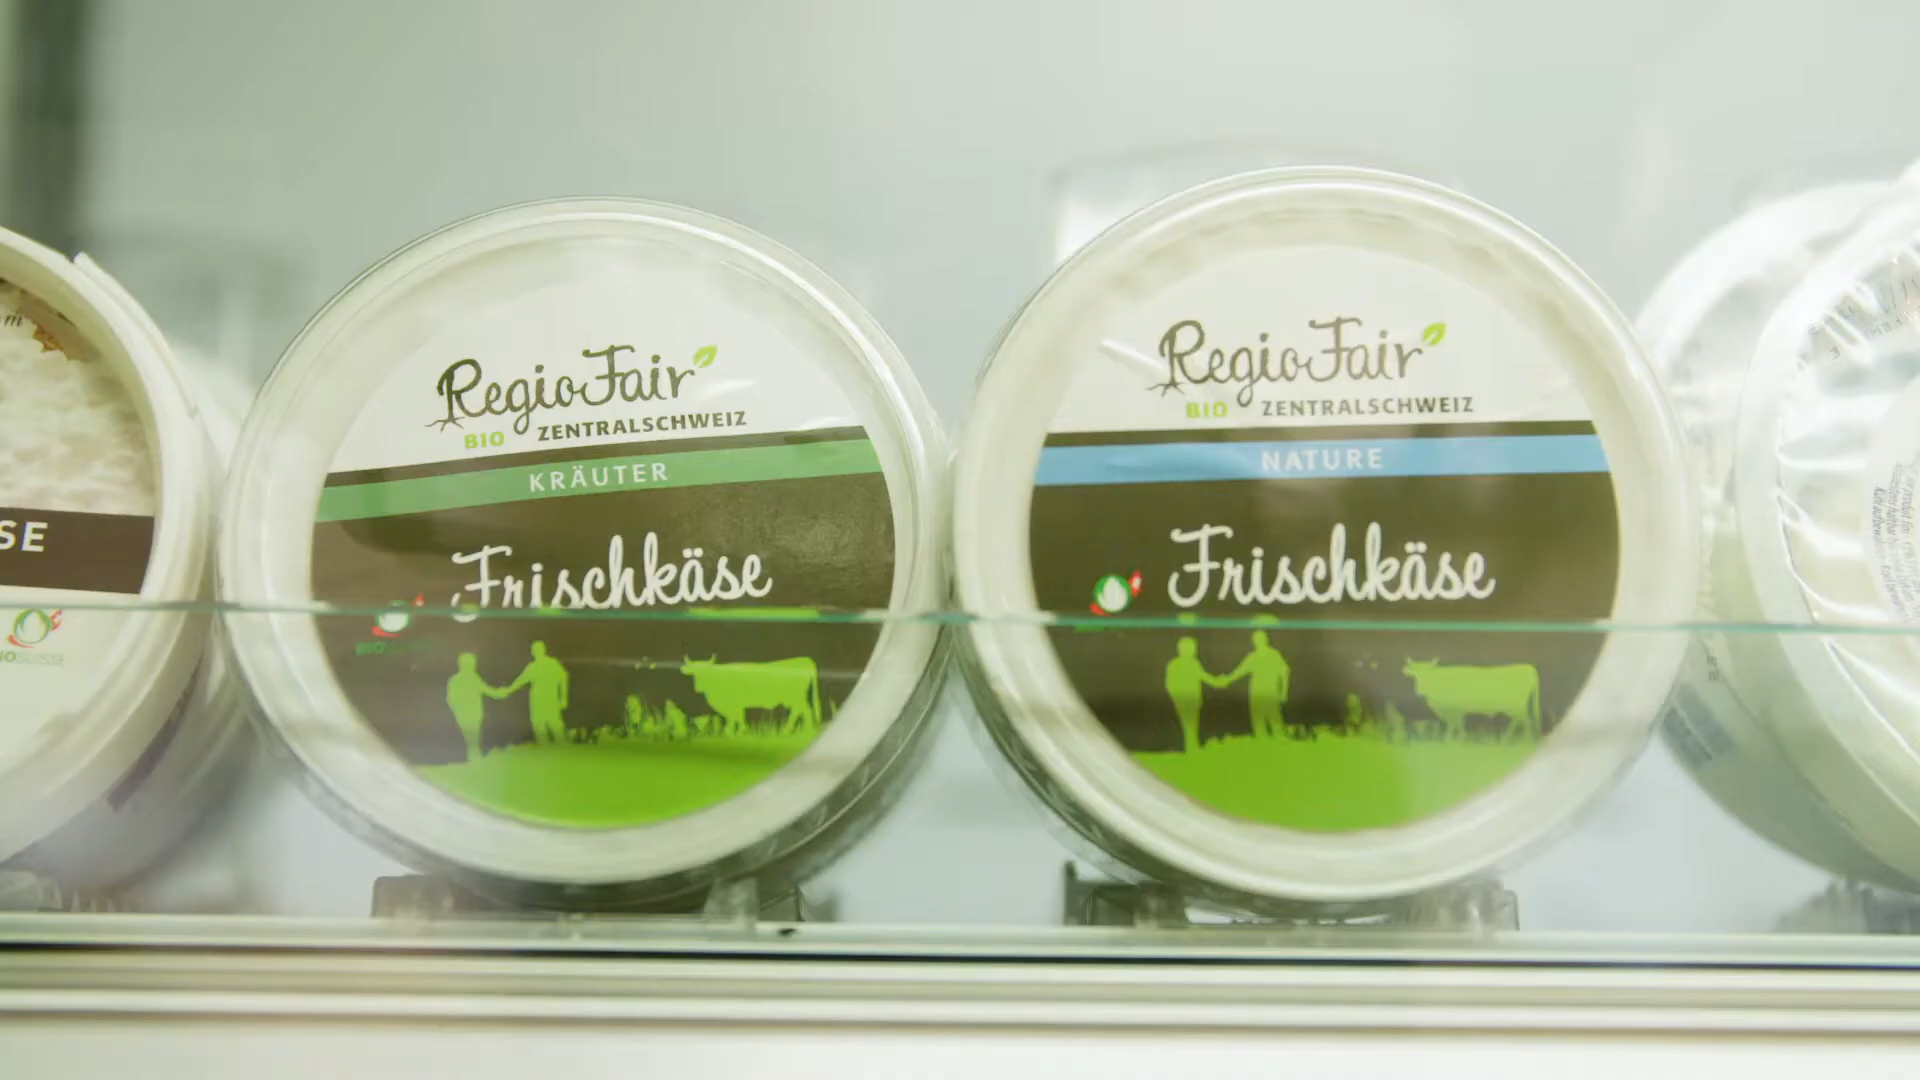 SE
RegioFair
BIO ZENTRALSCHWEIZ
KRÄUTER
Frischkäse
RegioFair
BIO ZENTRALSCHWEIZ
NATURE
Frischkäse